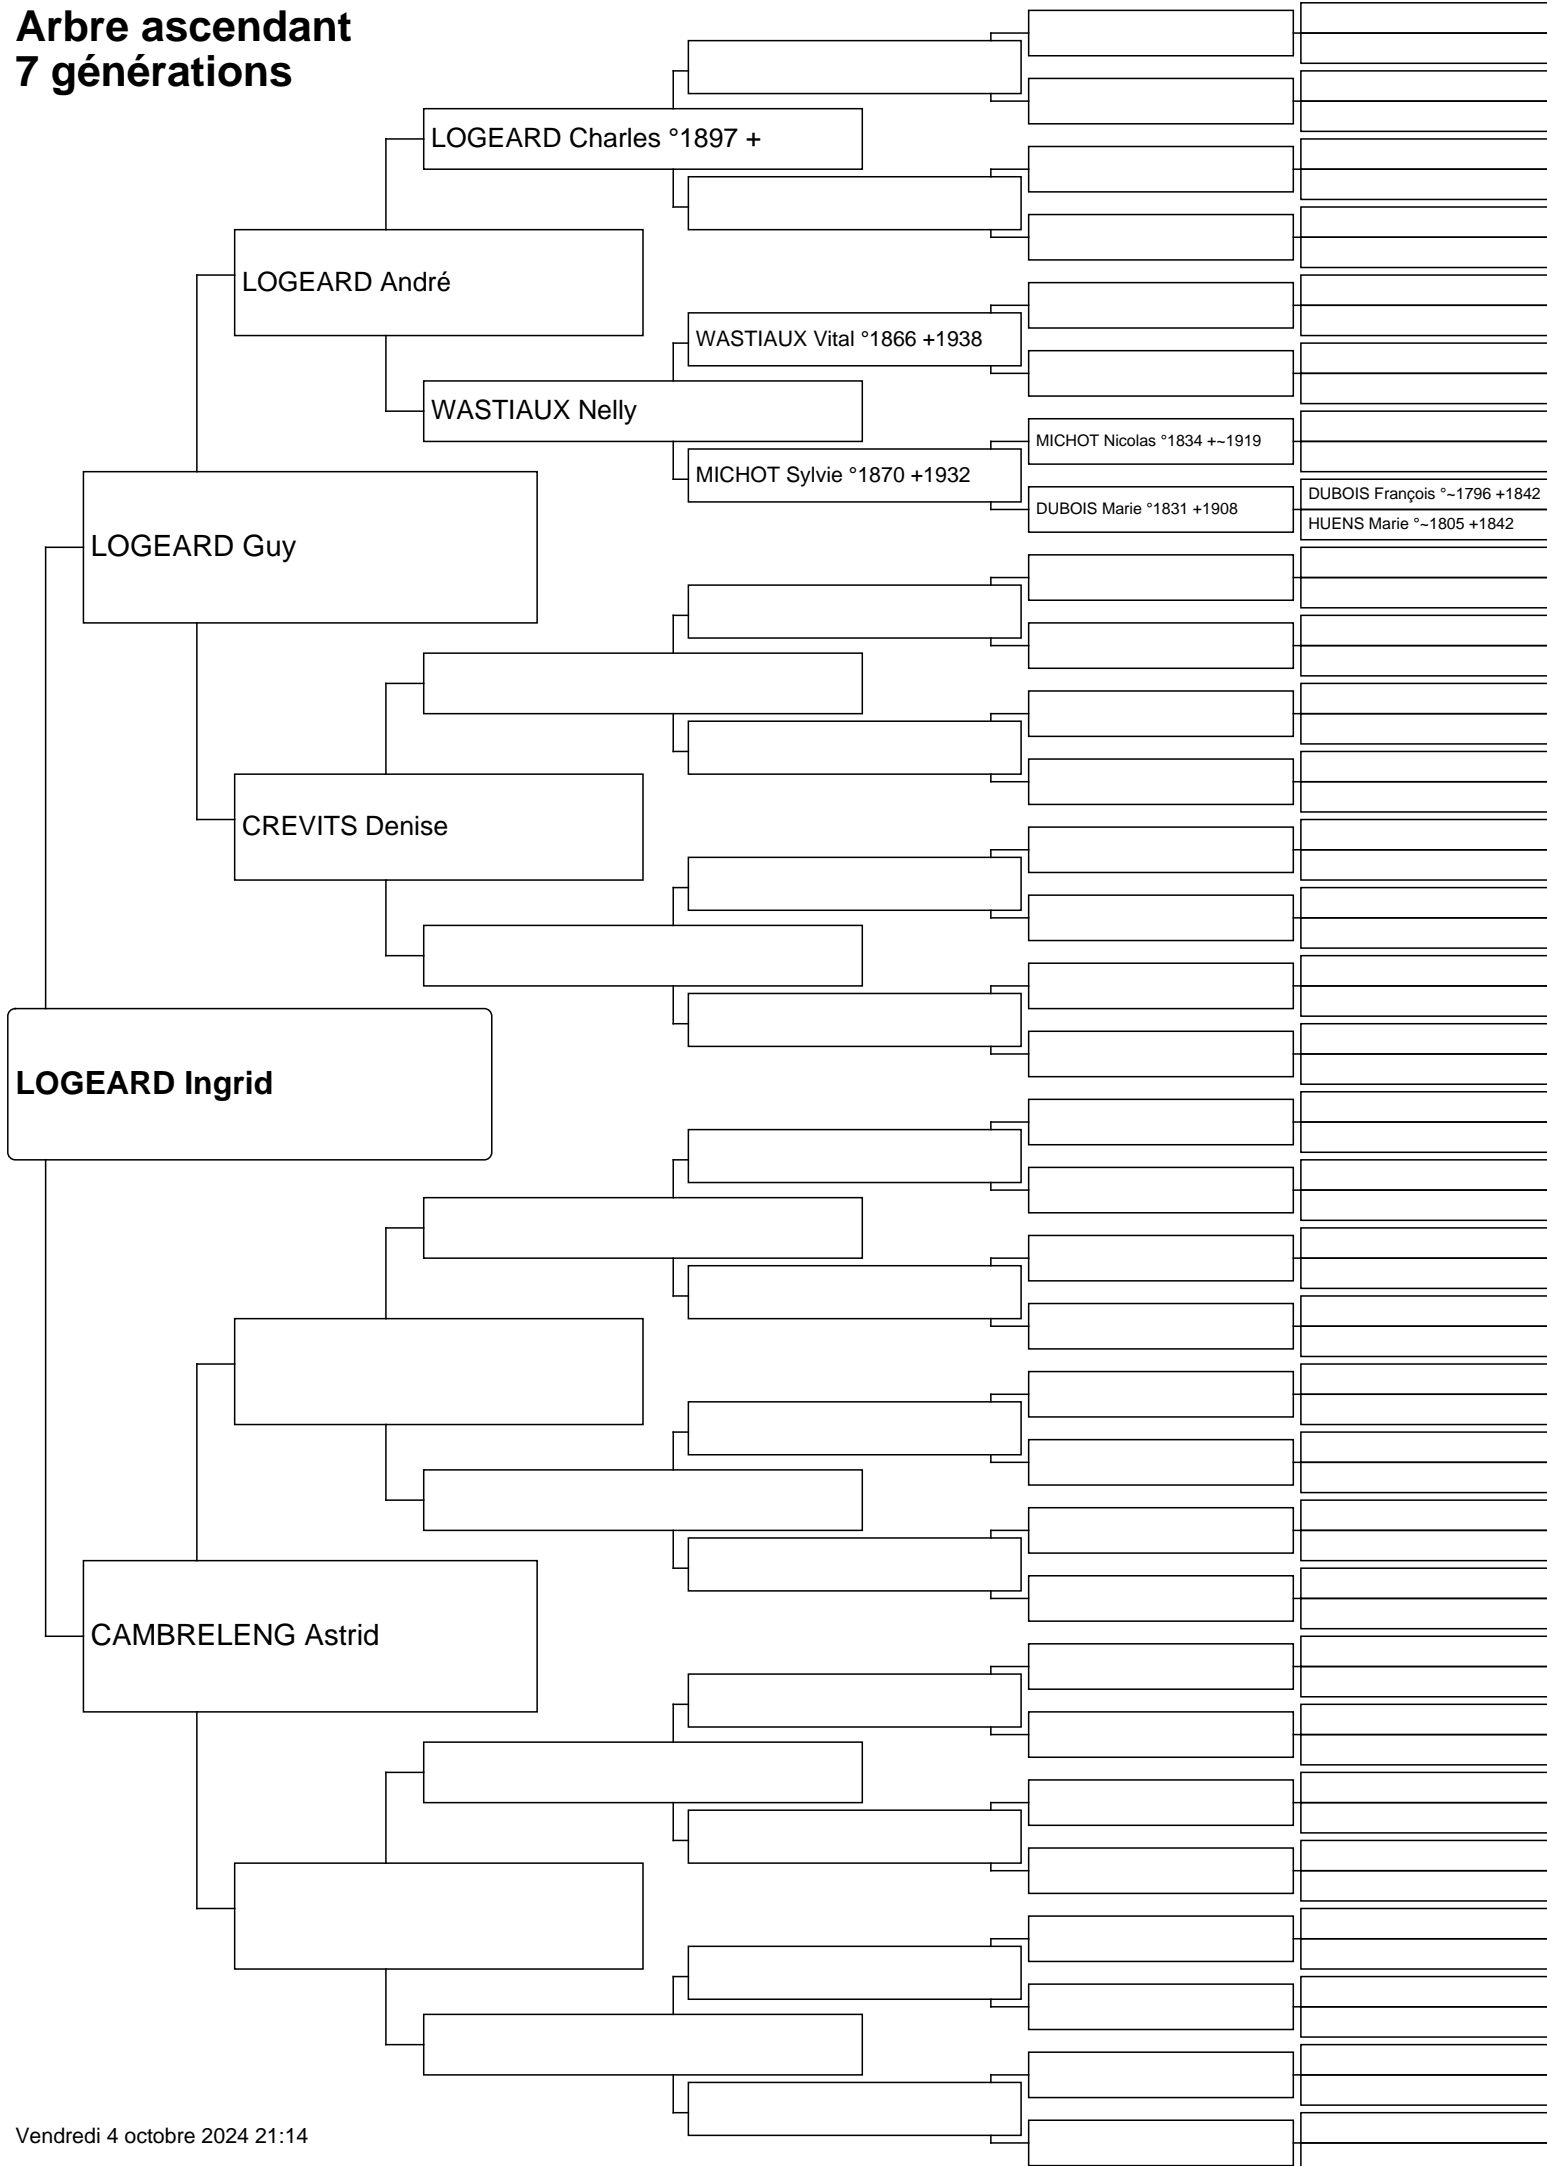 Arbre ascendant
7 générations
LOGEARD Charles °1897 +
LOGEARD André
WASTIAUX Vital °1866 +1938
WASTIAUX Nelly
MICHOT Nicolas °1834 +~1919
MICHOT Sylvie °1870 +1932
DUBOIS François °~1796 +1842
DUBOIS Marie °1831 +1908
HUENS Marie °~1805 +1842
LOGEARD Guy
CREVITS Denise
LOGEARD Ingrid
CAMBRELENG Astrid
Vendredi 4 octobre 2024 21:14